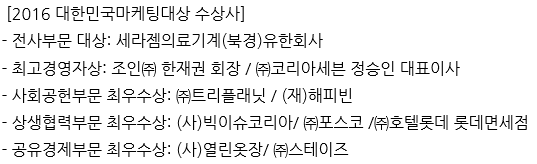 [2016 대한민국마케팅대상 수상사]
- 전사부문 대상: 세라젬의료기계(북경)유한회사
- 최고경영자상: 조인㈜ 한재권 회장 / ㈜코리아세븐 정승인 대표이사
- 사회공헌부문 최우수상: ㈜트리플래닛 / (재)해피빈
- 상생협력부문 최우수상: (사)빅이슈코리아/ ㈜포스코 /㈜호텔롯데 롯데면세점
- 공유경제부문 최우수상: (사)열린옷장/ ㈜스테이즈